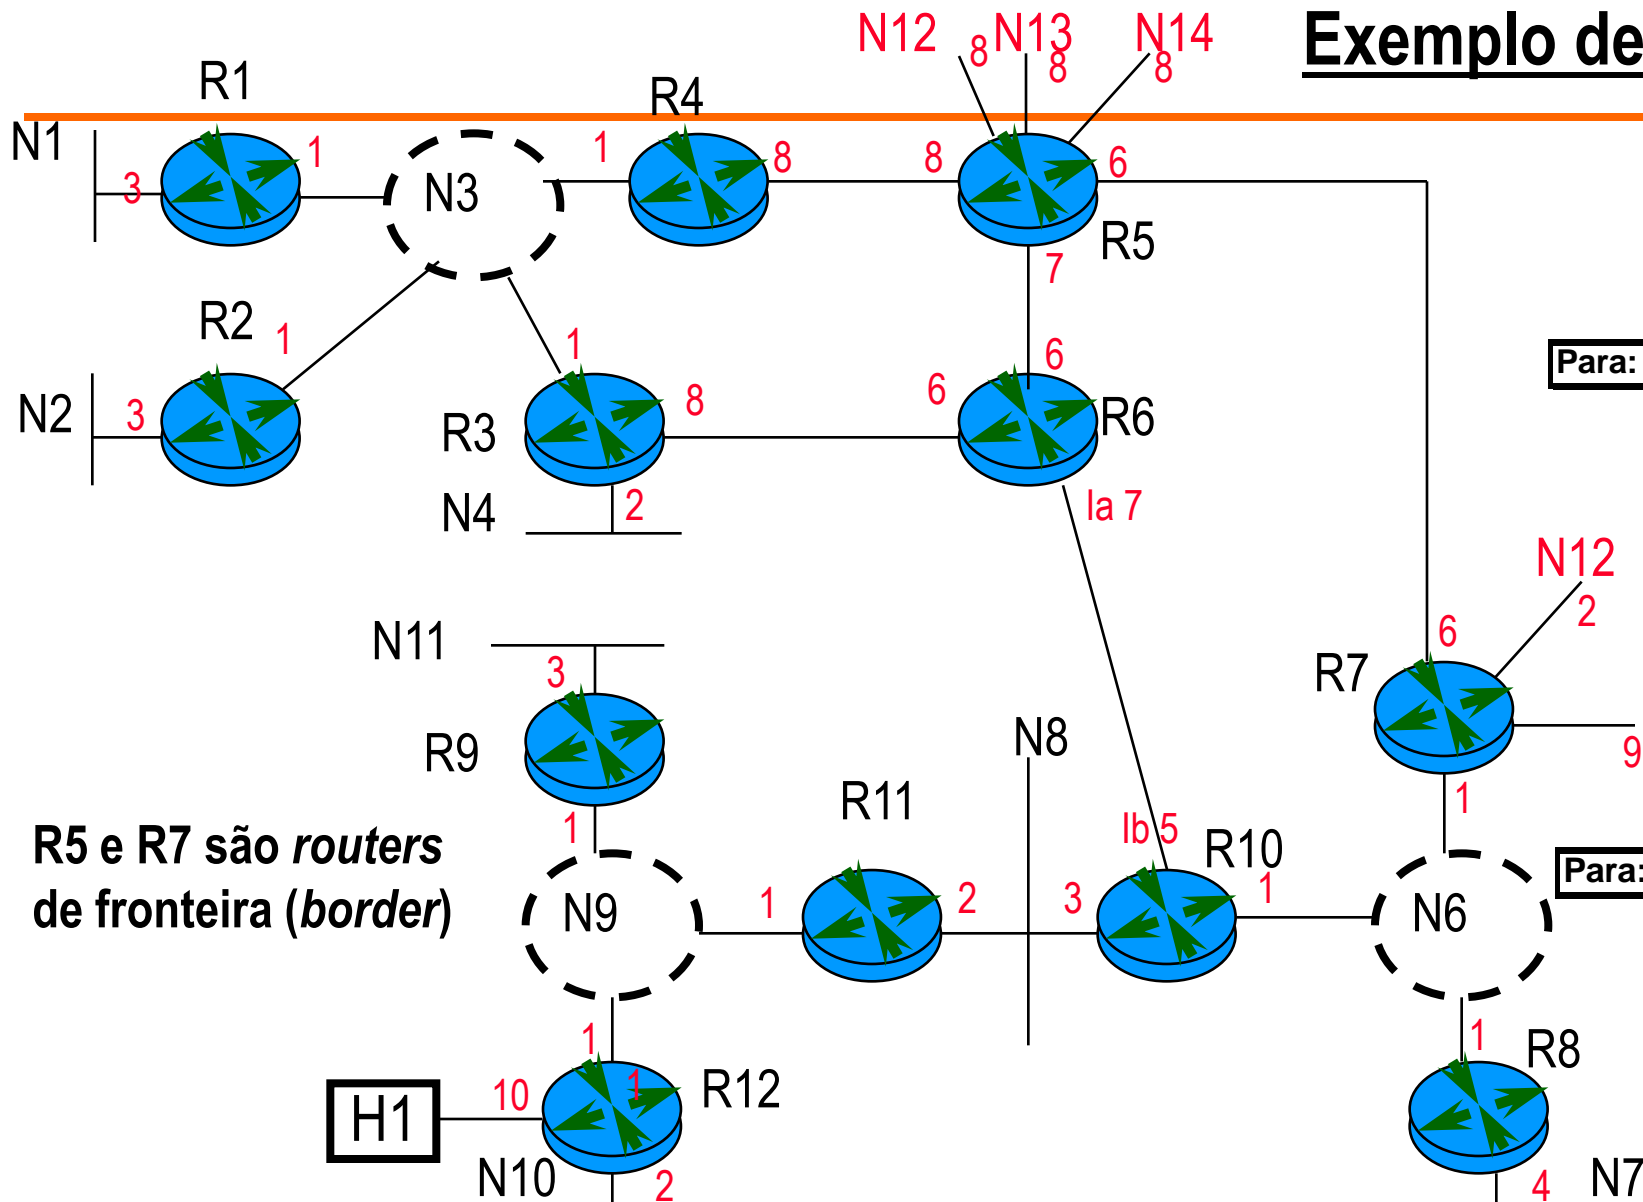 Exemplo de
N12
8
N13
8
N14
8
R1
R4
N1
3
1
N3
1
8
8
6
R5
7
R2
1
1
6
Para:
N2
3
R3
8
6
R6
N4
2
Ia 7
N12
2
N11
3
6
R7
R9
N8
9
1
R11
1
Ib 5
R10
R5 e R7 são routers
de fronteira (border)
Para:
N9
1
2
3
1
N6
1
1
R8
H1
10
1
R12
N10
2
4
N7